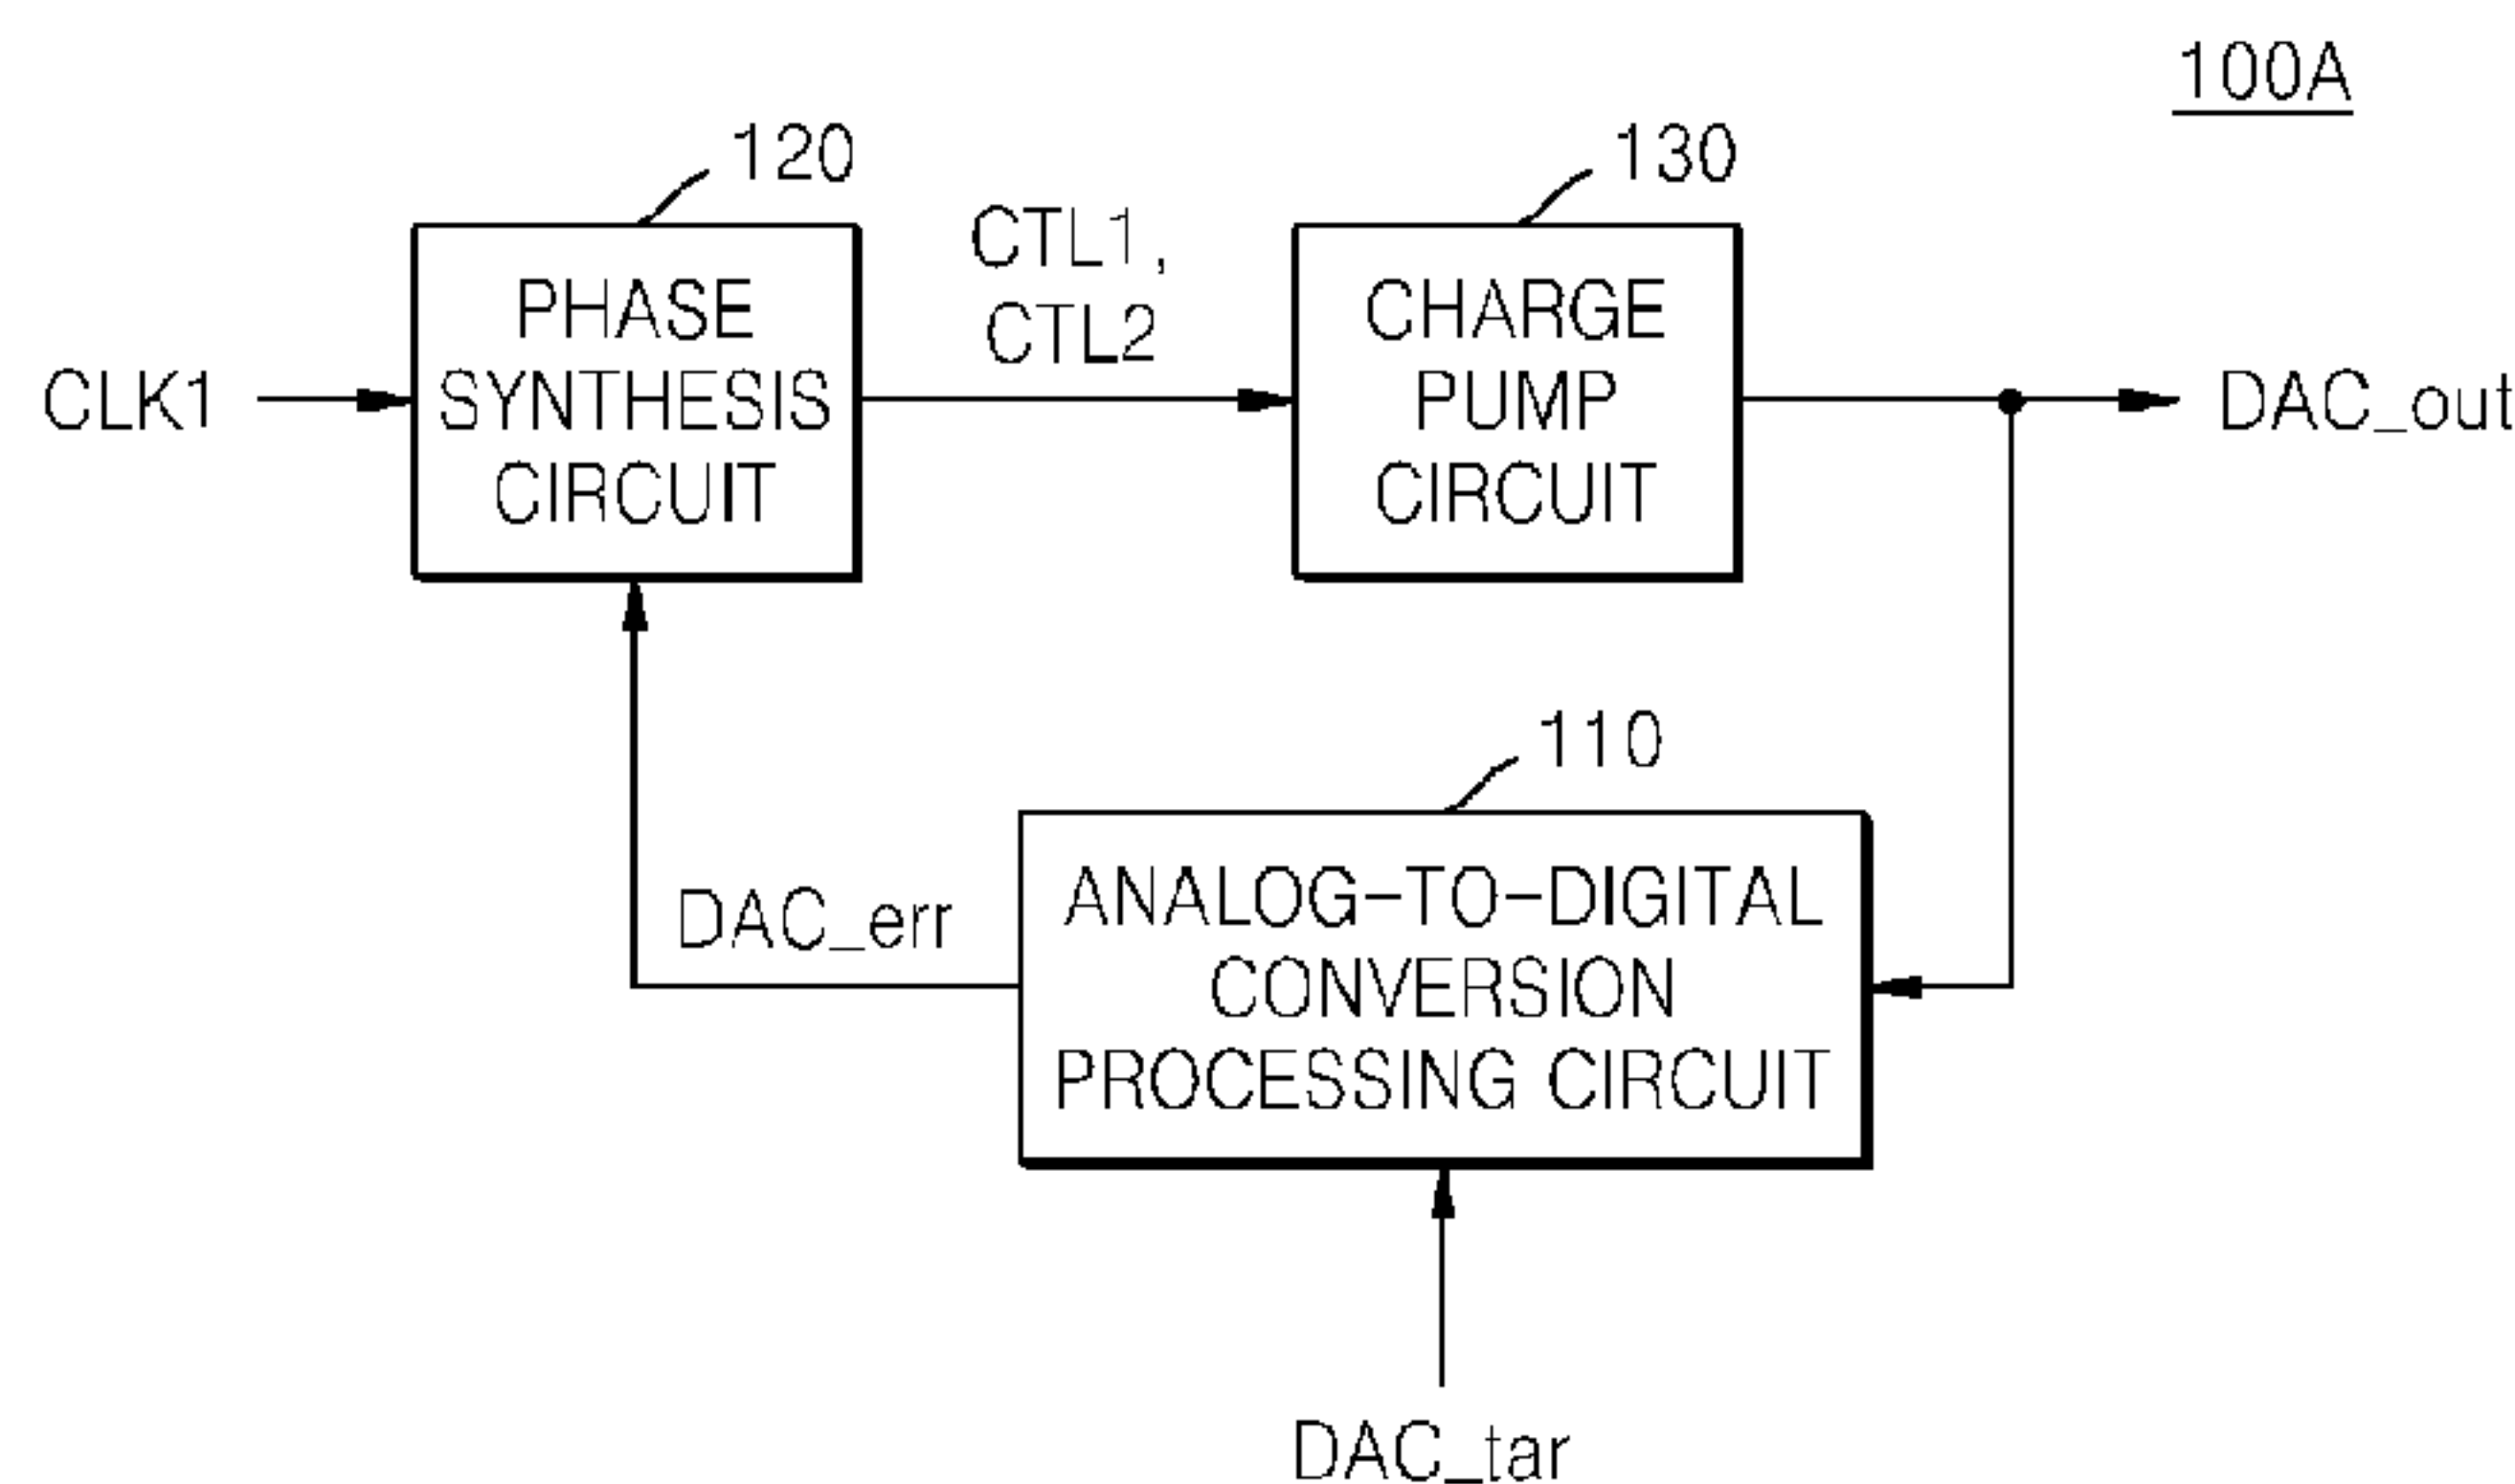 100A
120
130
CTL1,
CTL2
PHASE
SYNTHESIS
CIRCUIT
CHARGE
PUMP
CIRCUIT
CLK1
DAC_out
110
DAC_err
ANALOG-TO-DIGITAL
CONVERSION
PROCESSING CIRCUIT
DAC_tar